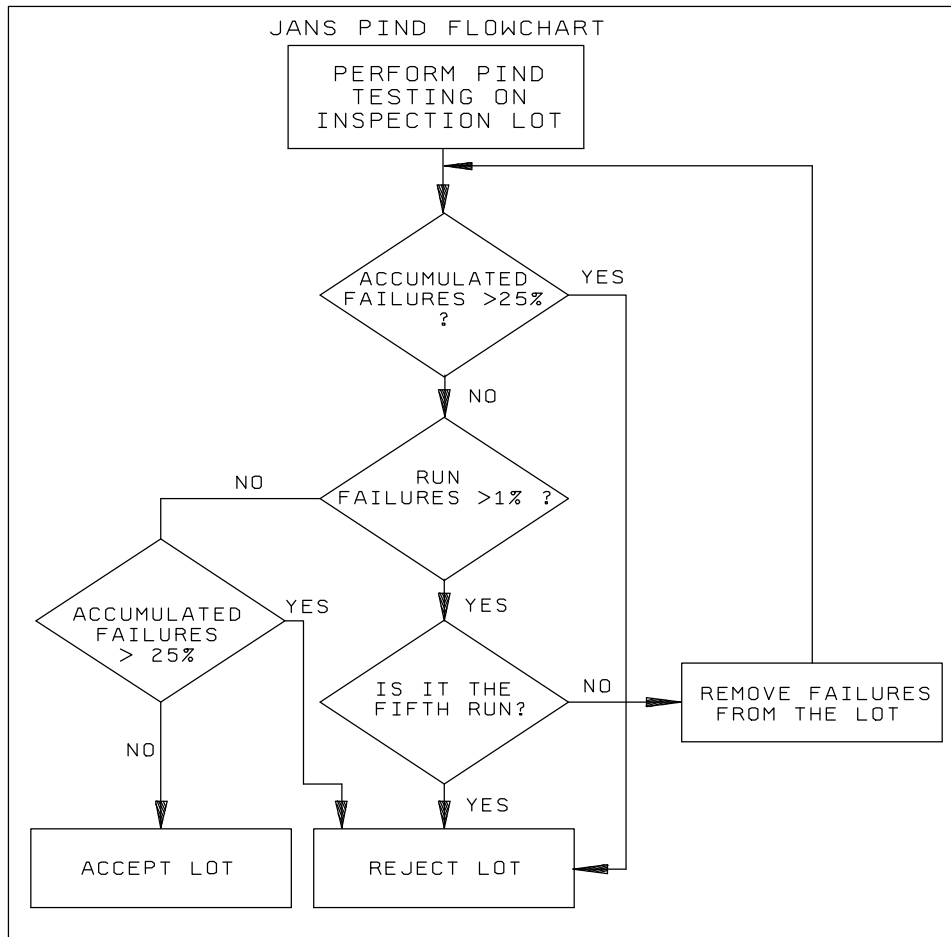 JANS PIND FLOWCHART
PERFORM PIND
TESTING ON
INSPECTION LOT
ACCUMULATED
FAILURES >25%
?
YES
NO
RUN
FAILURES >1% ?
NO
YES
ACCUMULATED
FAILURES
> 25%
YES
NO
IS IT THE
FIFTH RUN?
NO
YES
REMOVE FAILURES
FROM THE LOT
ACCEPT LOT
REJECT LOT